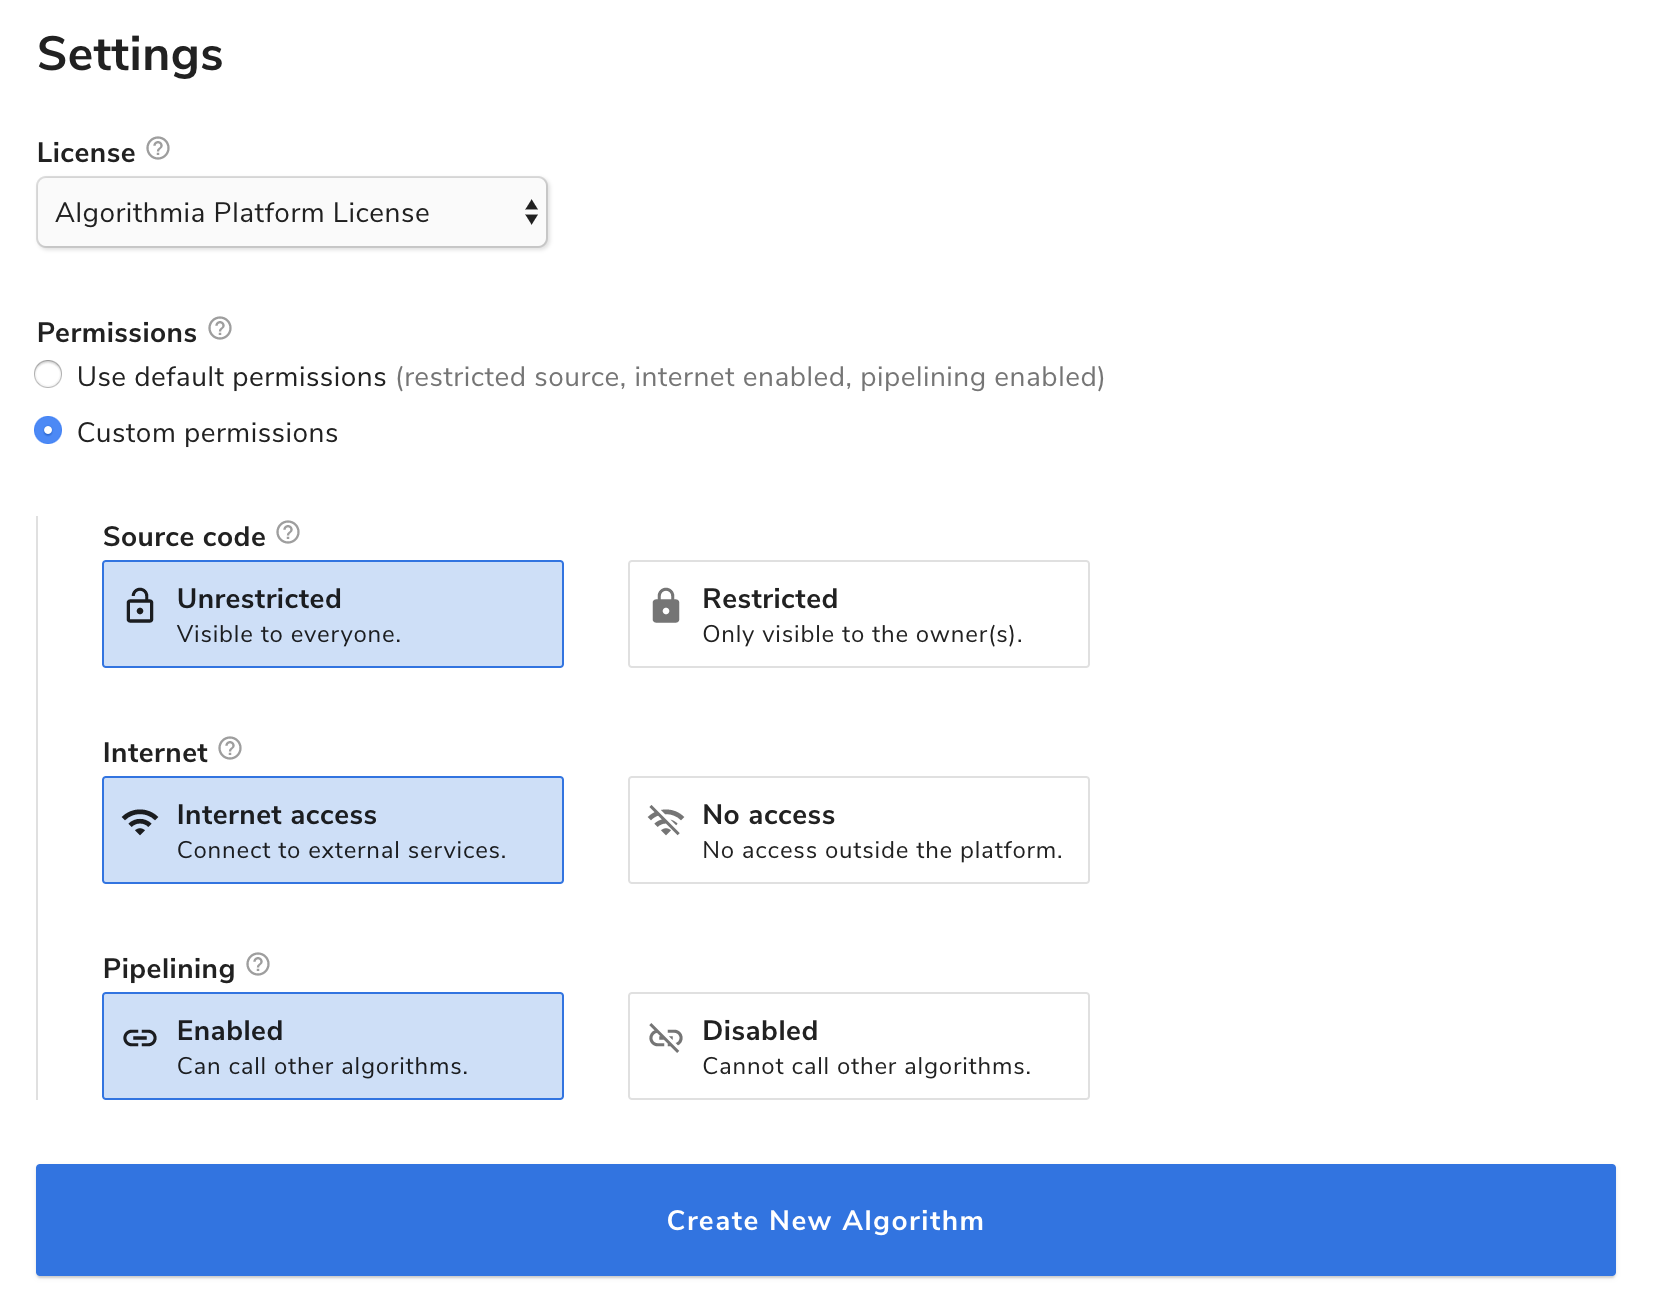 Settings
License
Algorithmia Platform License
Permissions
Use default permissions (restricted source, internet enabled, pipelining enabled)
Custom permissions
Source code
Unrestricted
Visible to everyone.
Restricted
Only visible to the owner(s).
Internet
Internet access
Connect to external services.
No access
No access outside the platform.
Pipelining
Enabled
Can call other algorithms.
Disabled
Cannot call other algorithms.
Create New Algorithm